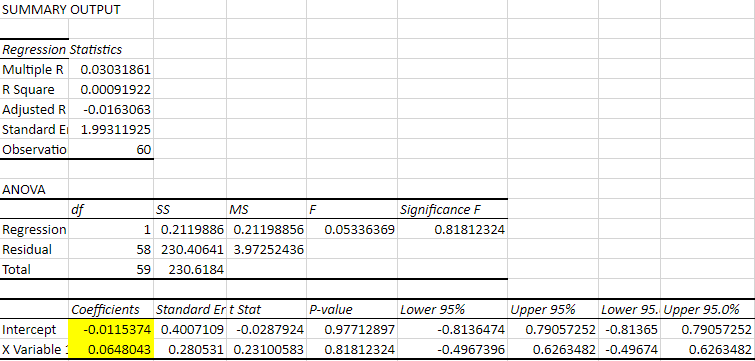 SUMMARY OUTPUT
Regression Statistics
Multiple R 0.03031861
R Square 0.00091922
Adjusted R -0.0163063
Standard Er 1.99311925
Observatio 60
ANOVA
df SS MS F Significance F
Regression 1 0.2119886 0.21198856 0.05336369 0.81812324
Residual 58 230.40641 3.97252436
Total 59 230.6184
Coefficients Standard Err t Stat P-value Lower 95% Upper 95% Lower 95. Upper 95.0%
Intercept -0.0115374 0.4007109 -0.0287924 0.97712897 -0.8136474 0.79057252 -0.81365 0.79057252
X Variable 1 0.0648043 0.280531 0.23100583 0.81812324 -0.4967396 0.6263482 -0.49674 0.6263482